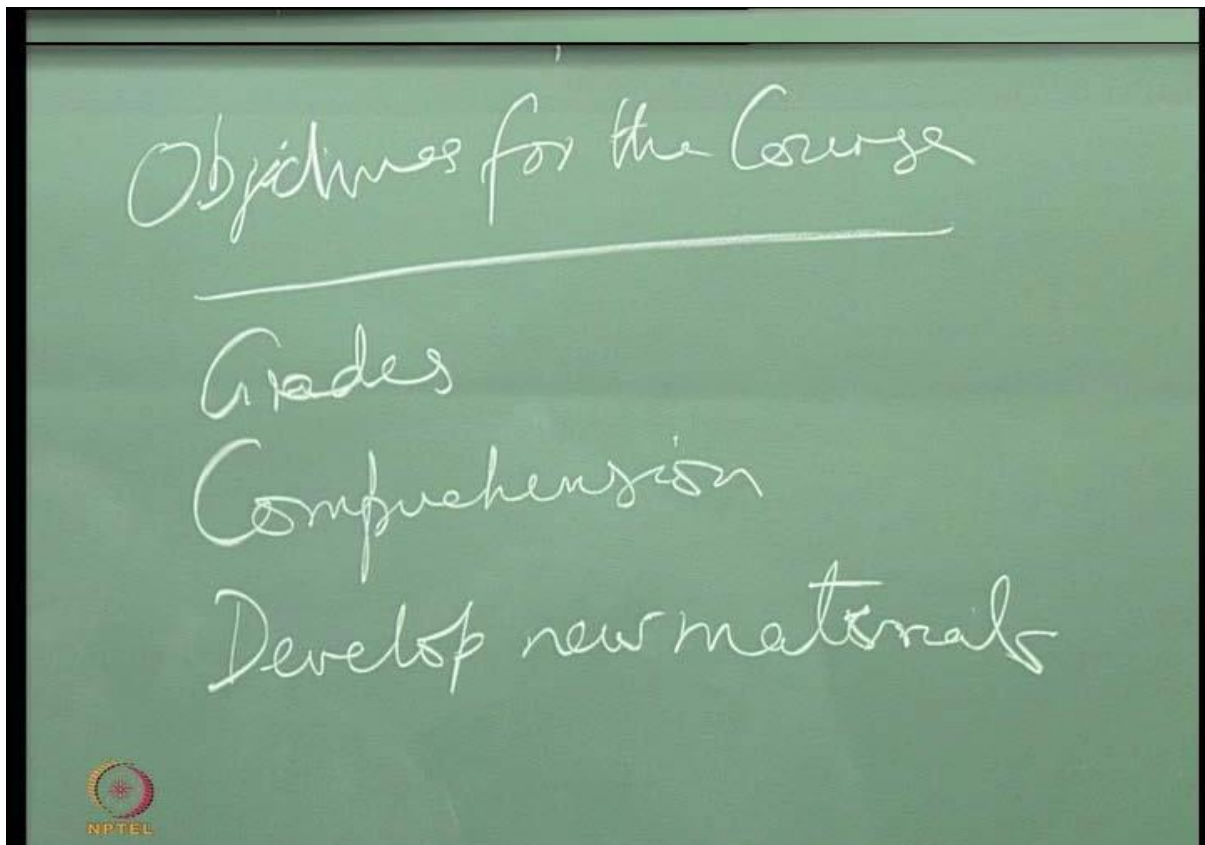 Objectives for the Course
Grades
Comprehension
Develop new materials
NPTEL